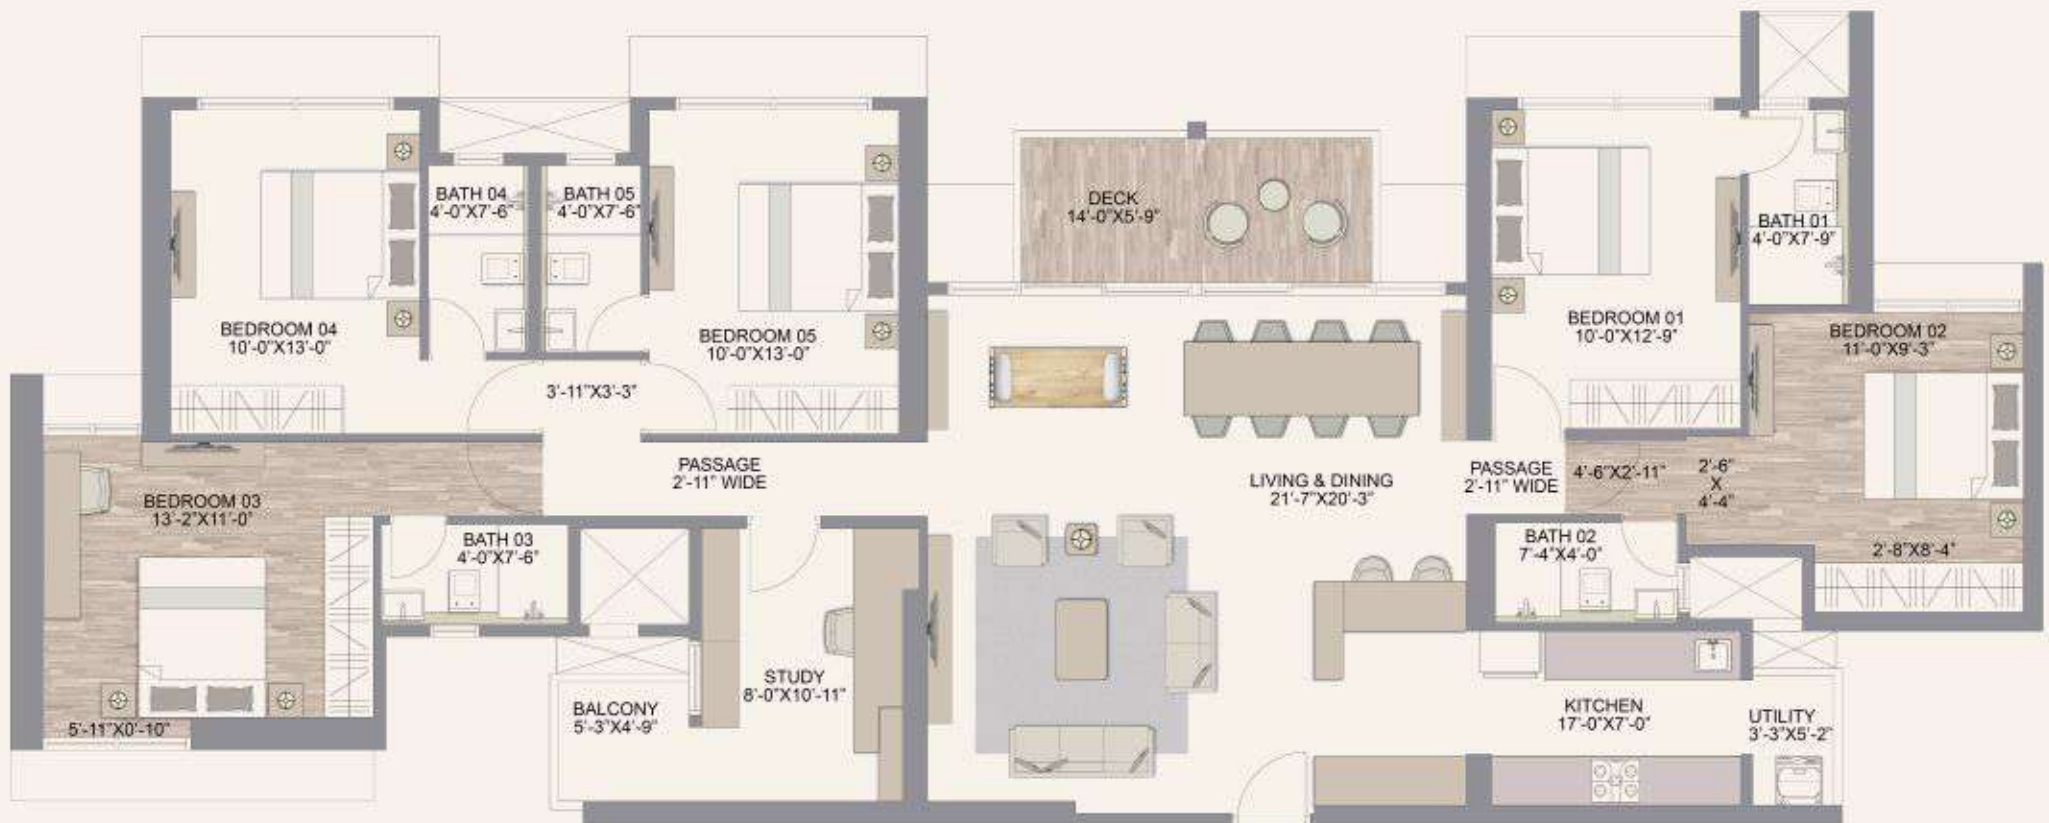 BATH 04
4'-0"X7'-6"
BATH 05
4'-0"X7'-6"
DECK
14'-0"X5'-9"
BATH 01
4'-0"X7'-9"
BEDROOM 04
10'-0"X13'-0"
BEDROOM 05
10'-0"X13'-0"
BEDROOM 01
10'-0"X12'-9"
BEDROOM 02
11'-0"X9'-3"
3'-11"X3'-3"
PASSAGE
2'-11" WIDE
LIVING & DINING
21'-7"X20'-3"
PASSAGE
2'-11" WIDE
4'-6"X2'-11"
2'-6"
X
4'-4"
BEDROOM 03
13'-2"X11'-0"
BATH 03
4'-0"X7'-6"
BATH 02
7'-4"X4'-0"
2'-8"X8'-4"
STUDY
8'-0"X10'-11"
BALCONY
5'-3"X4'-9"
KITCHEN
17'-0"X7'-0"
UTILITY
3'-3"X5'-2"
5'-11"X0'-10"